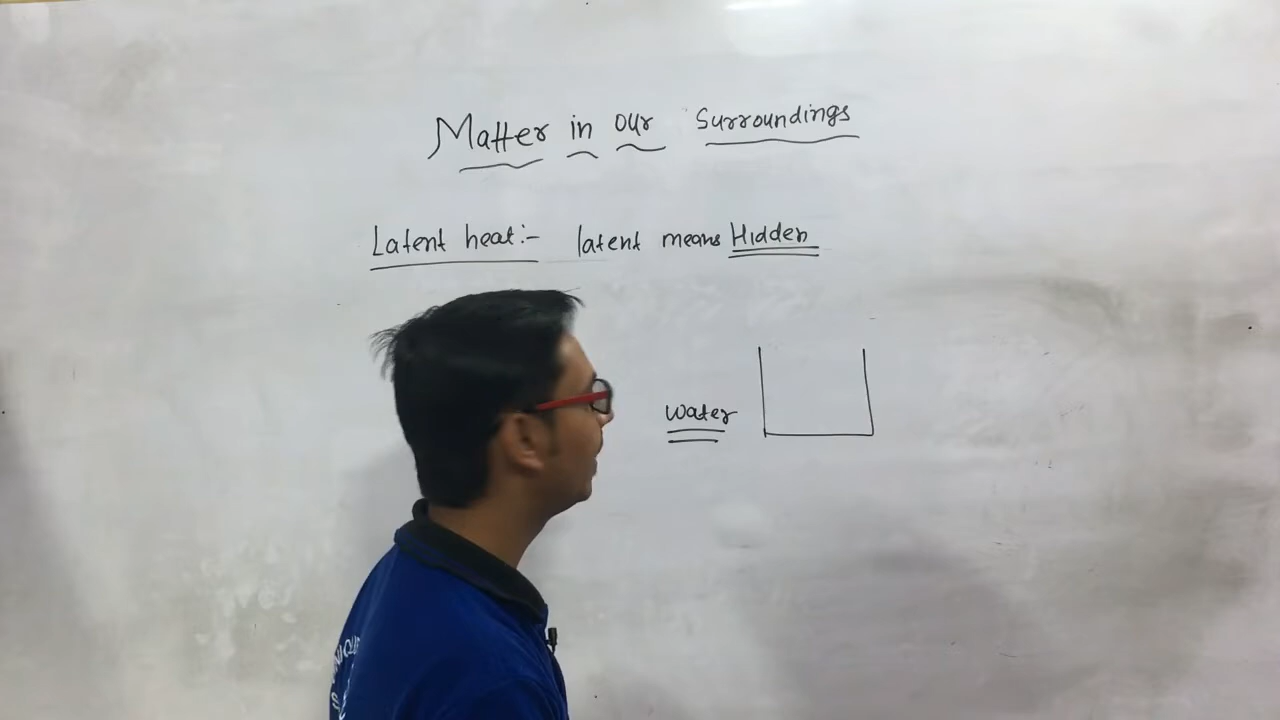 Matter in our Surroundings
Latent heat:- latent means Hidden
water